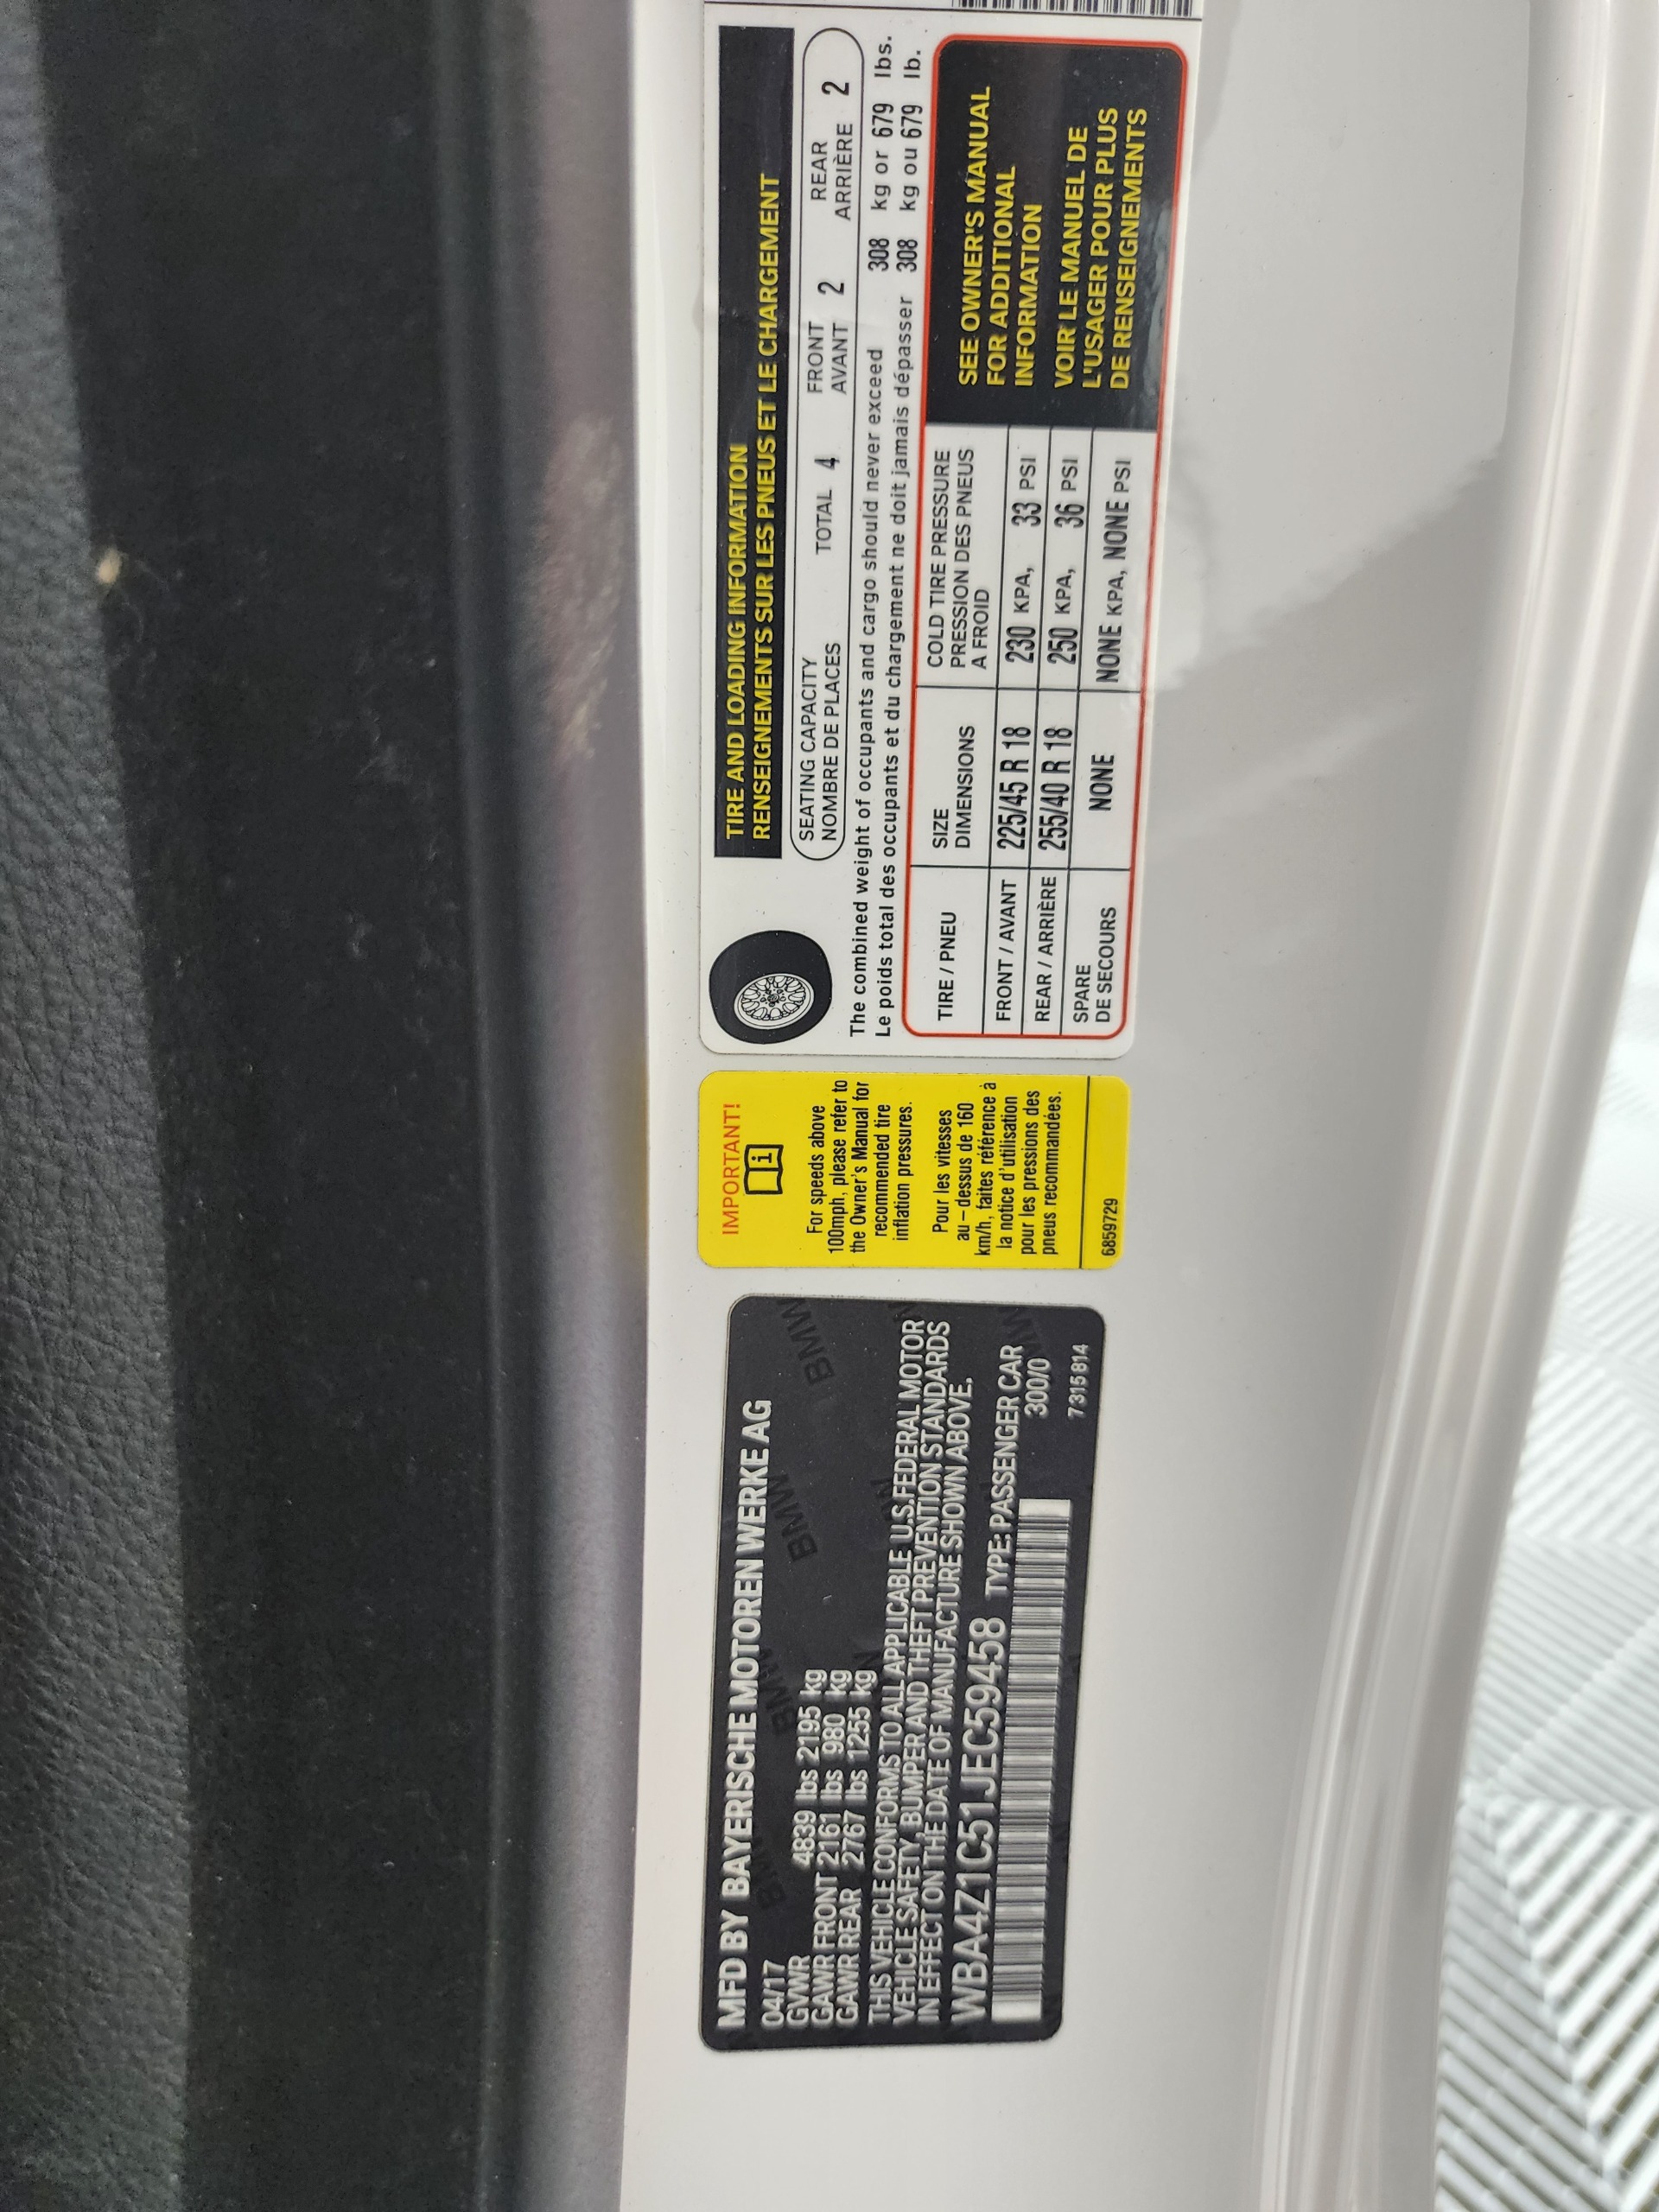 MFD BY BAYERISCHE MOTOREN WERKE AG
04/17
GVWR 4839 lbs 2195 kg
GAWR FRONT 2161 lbs 980 kg
GAWR REAR 2767 lbs 1255 kg
THIS VEHICLE CONFORMS TO ALL APPLICABLE U.S. FEDERAL MOTOR
VEHICLE SAFETY, BUMPER AND THEFT PREVENTION STANDARDS
IN EFFECT ON THE DATE OF MANUFACTURE SHOWN ABOVE.
WBA4Z1C51JEC59458 TYPE: PASSENGER CAR
300/0
7315814
BMW BMW BMW BMW
IMPORTANT!
i
For speeds above
100mph, please refer to
the Owner's Manual for
recommended tire
inflation pressures.
Pour les vitesses
au-dessus de 160
km/h, faites référence à
la notice d'utilisation
pour les pressions des
pneus recommandées.
6859729
TIRE AND LOADING INFORMATION
RENSEIGNEMENTS SUR LES PNEUS ET LE CHARGEMENT
SEATING CAPACITY
NOMBRE DE PLACES
TOTAL 4
FRONT
AVANT 2
REAR
ARRIÈRE 2
The combined weight of occupants and cargo should never exceed 308 kg or 679 lbs.
Le poids total des occupants et du chargement ne doit jamais dépasser 308 kg ou 679 lb.
TIRE / PNEU
SIZE
DIMENSIONS
COLD TIRE PRESSURE
PRESSION DES PNEUS
A FROID
FRONT / AVANT 225/45 R 18 230 KPA, 33 PSI
REAR / ARRIÈRE 255/40 R 18 250 KPA, 36 PSI
SPARE
DE SECOURS
NONE NONE KPA, NONE PSI
SEE OWNER'S MANUAL
FOR ADDITIONAL
INFORMATION
VOIR LE MANUEL DE
L'USAGER POUR PLUS
DE RENSEIGNEMENTS